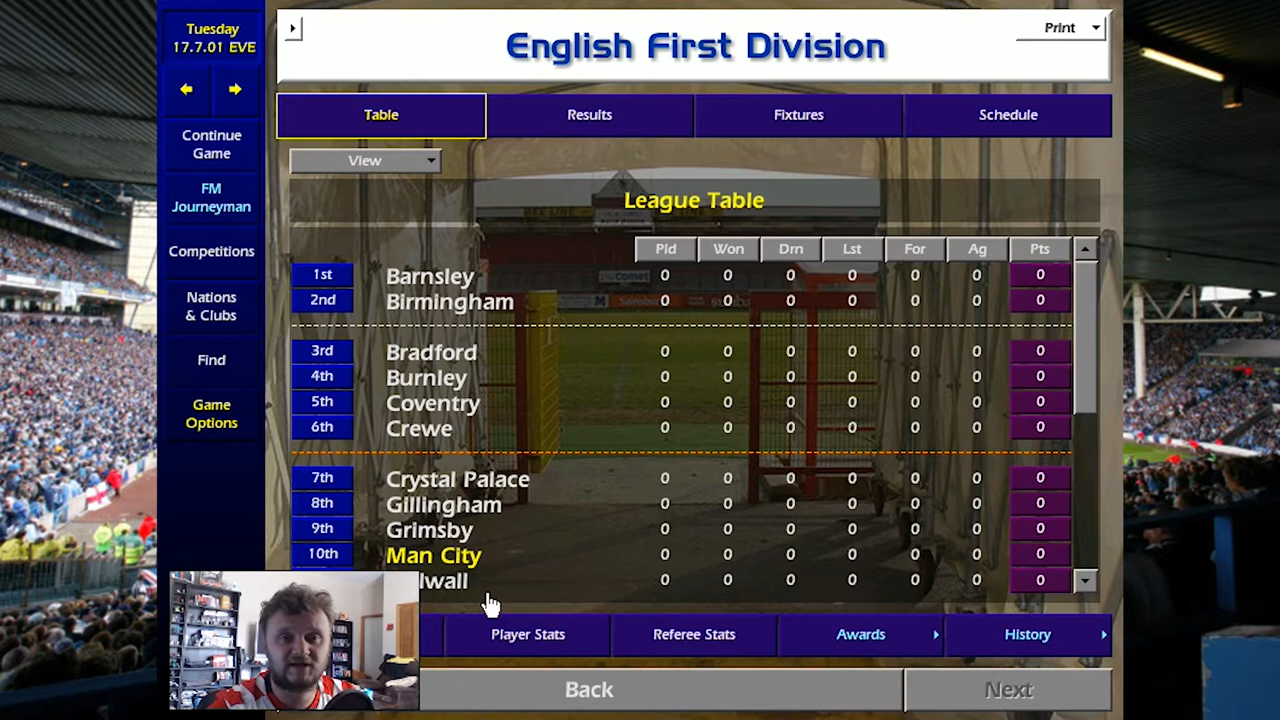 Tuesday
17.7.01 EVE
Continue
Game
FM
Journeyman
Competitions
Nations
& Clubs
Find
Game
Options
Print
English First Division
Table Results Fixtures Schedule
View
League Table
Pld Won Drn Lst For Ag Pts
1st Barnsley 0 0 0 0 0 0 0
2nd Birmingham 0 0 0 0 0 0 0
3rd Bradford 0 0 0 0 0 0 0
4th Burnley 0 0 0 0 0 0 0
5th Coventry 0 0 0 0 0 0 0
6th Crewe 0 0 0 0 0 0 0
7th Crystal Palace 0 0 0 0 0 0 0
8th Gillingham 0 0 0 0 0 0 0
9th Grimsby 0 0 0 0 0 0 0
10th Man City 0 0 0 0 0 0 0
lwall 0 0 0 0 0 0 0
Player Stats Referee Stats Awards History
Back Next